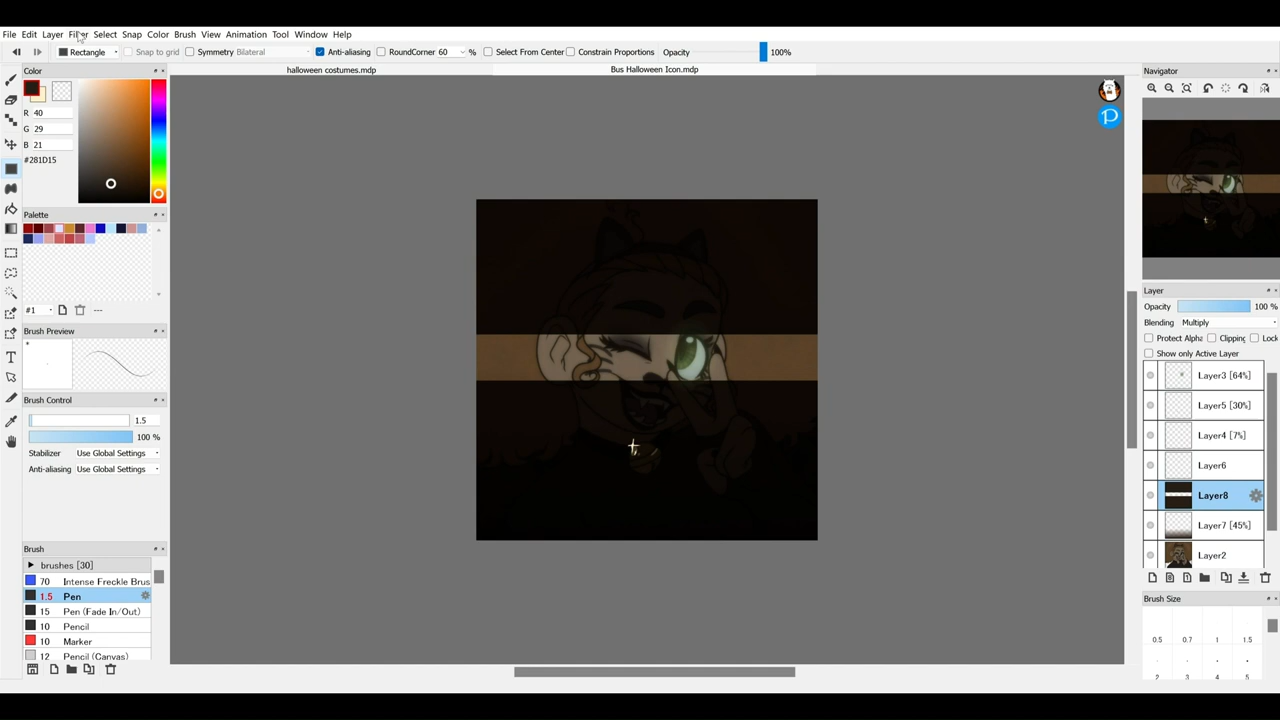 File Edit Layer Filter Select Snap Color Brush View Animation Tool Window Help
Rectangle Snap to grid Symmetry Bilateral Anti-aliasing RoundCorner 60 % Select From Center Constrain Proportions Opacity 100%
Color
halloween costumes.mdp
Bus Halloween Icon.mdp
R 40
G 29
B 21
#281D15
Palette
#1
Brush Preview
Brush Control
1.5
100 %
Stabilizer Use Global Settings
Anti-aliasing Use Global Settings
Brush
brushes [30]
70 Intense Freckle Brus
1.5 Pen
15 Pen (Fade In/Out)
10 Pencil
10 Marker
12 Pencil (Canvas)
Navigator
Layer
Opacity 100 %
Blending Multiply
Protect Alpha Clipping Lock
Show only Active Layer
Layer3 [64%]
Layer5 [30%]
Layer4 [7%]
Layer6
Layer8
Layer7 [45%]
Layer2
Brush Size
0.5 0.7 1 1.5
2 3 4 5